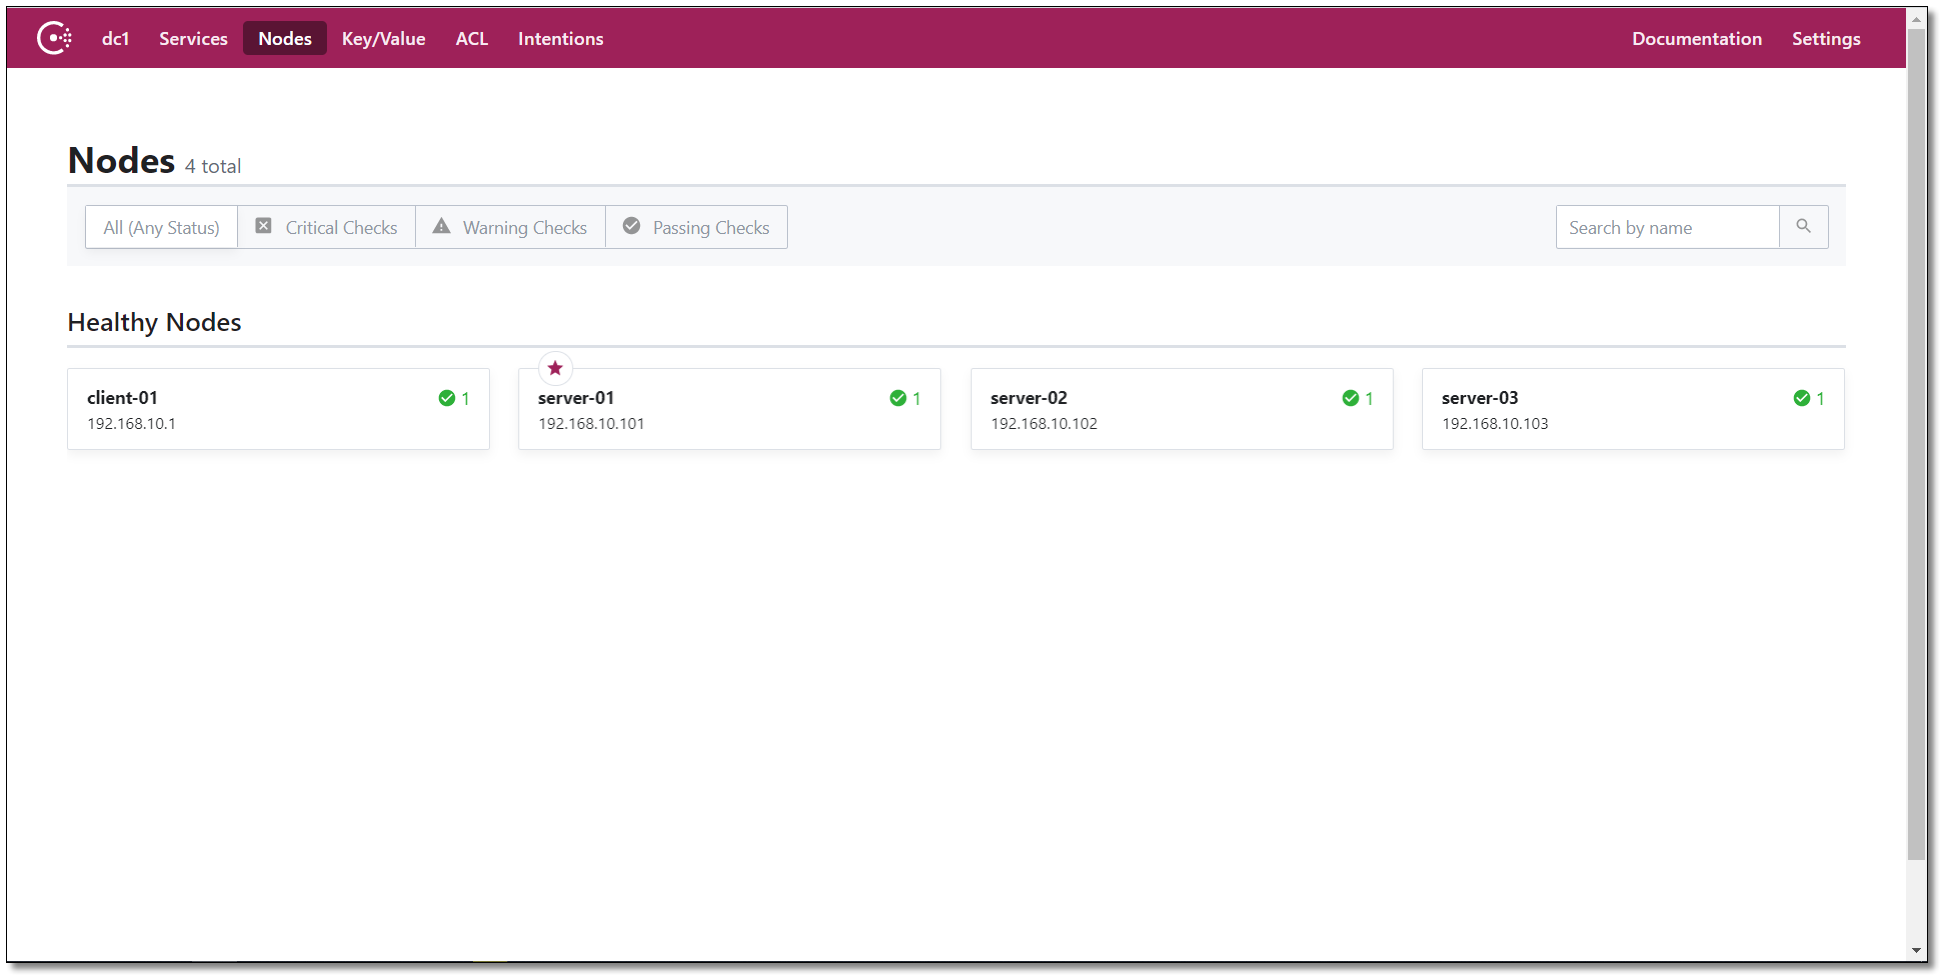 dc1 Services Nodes Key/Value ACL Intentions Documentation Settings
Nodes 4 total
All (Any Status) Critical Checks Warning Checks Passing Checks Search by name
Healthy Nodes
client-01 1 server-01 1 server-02 1 server-03 1
192.168.10.1 192.168.10.101 192.168.10.102 192.168.10.103